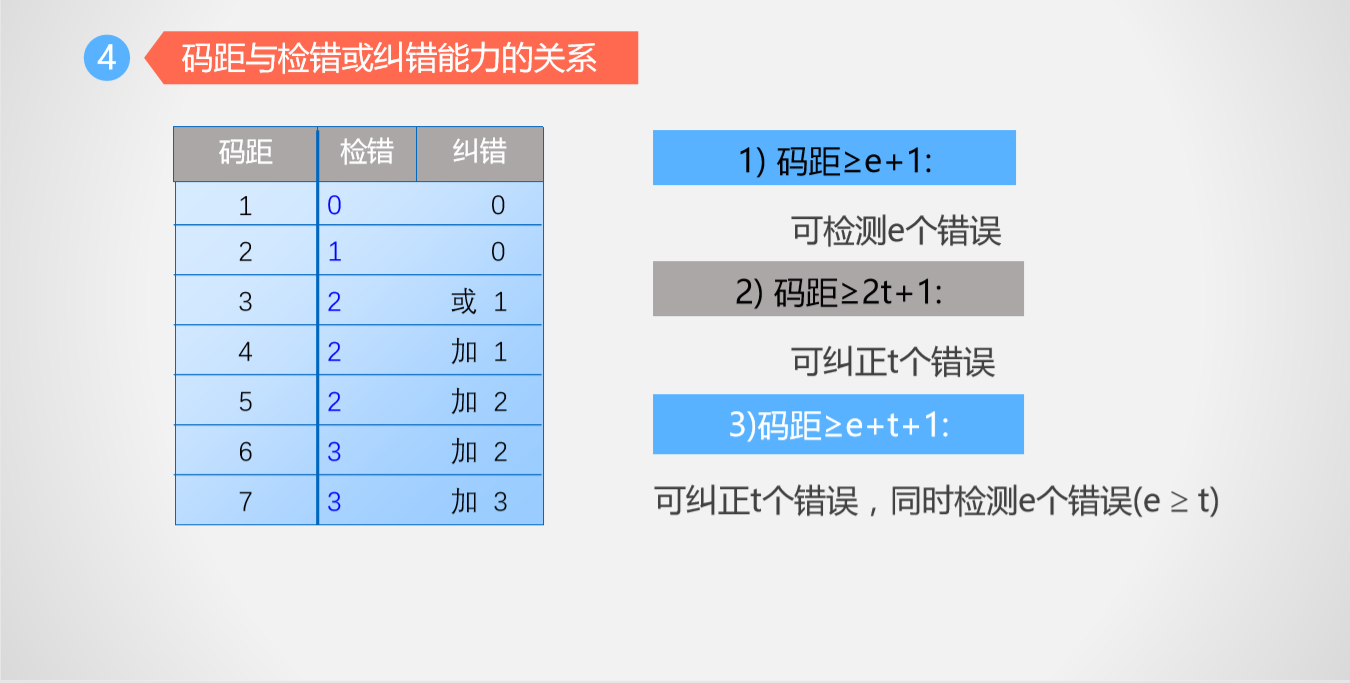 4 码距与检错或纠错能力的关系
码距 检错 纠错
1 0 0
2 1 0
3 2 或 1
4 2 加 1
5 2 加 2
6 3 加 2
7 3 加 3
1) 码距≥e+1:
可检测e个错误
2) 码距≥2t+1:
可纠正t个错误
3)码距≥e+t+1:
可纠正t个错误，同时检测e个错误(e ≥ t)